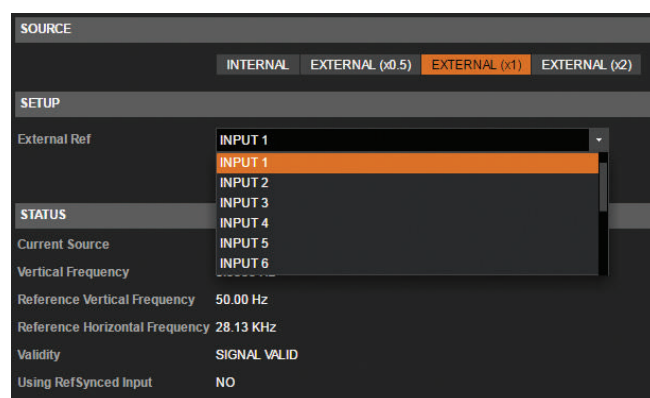 SOURCE
INTERNAL EXTERNAL (x0.5) EXTERNAL (x1) EXTERNAL (x2)
SETUP
External Ref INPUT 1
INPUT 1
INPUT 2
INPUT 3
STATUS INPUT 4
Current Source INPUT 5
Vertical Frequency INPUT 6
Reference Vertical Frequency 50.00 Hz
Reference Horizontal Frequency 28.13 KHz
Validity SIGNAL VALID
Using RefSynced Input NO